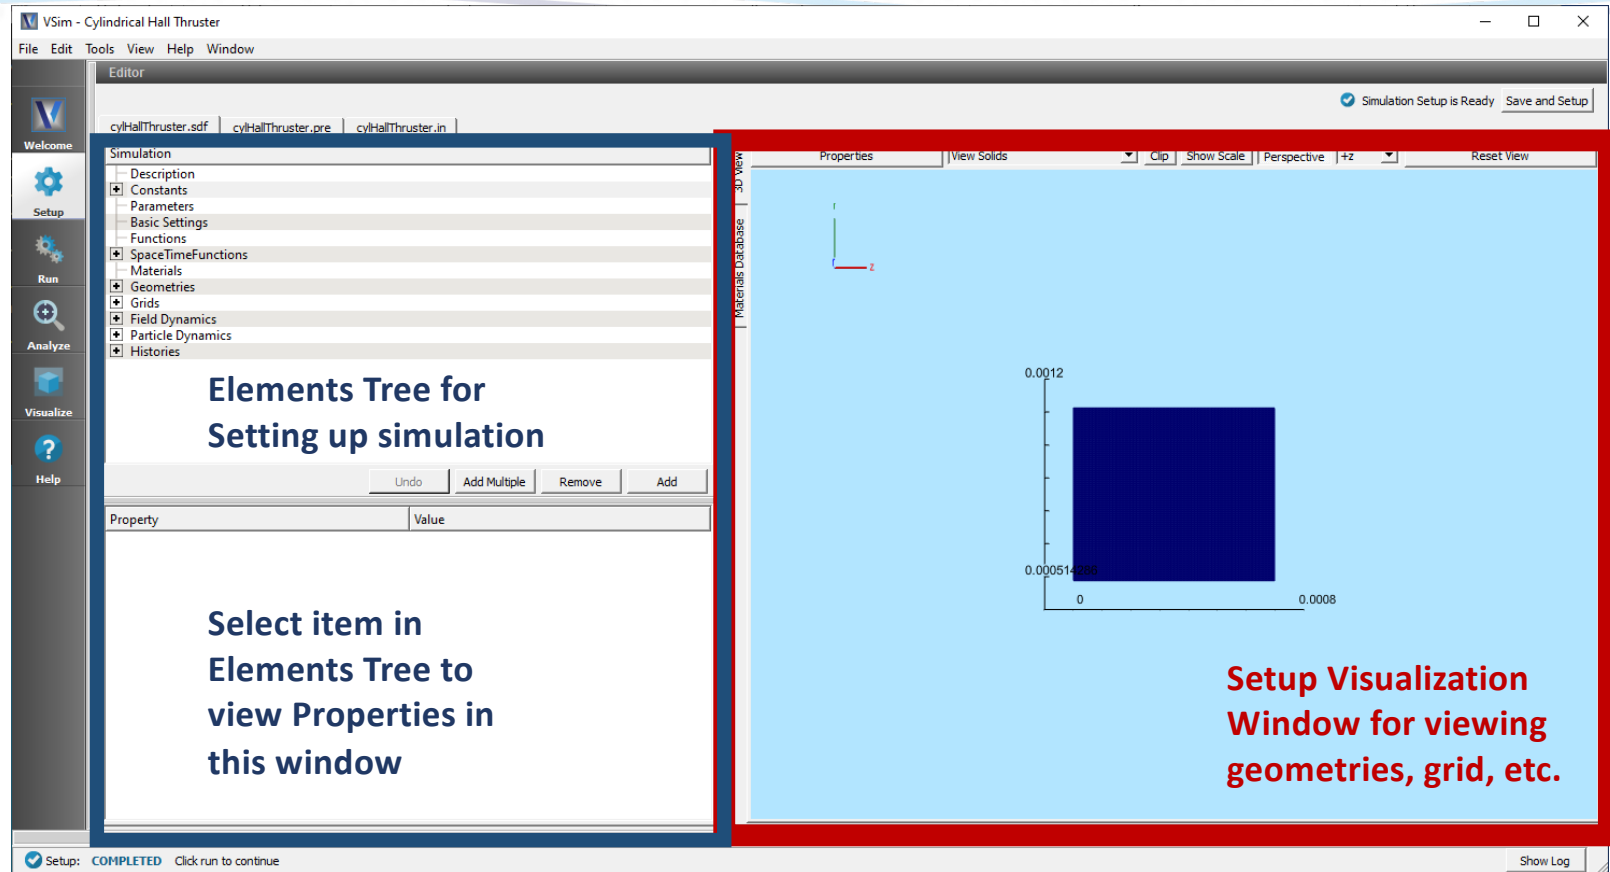 VSim - Cylindrical Hall Thruster
File Edit Tools View Help Window
Editor
Simulation Setup is Ready Save and Setup
cylHallThruster.sdf cylHallThruster.pre cylHallThruster.in
Welcome
Setup
Run
Analyze
Visualize
Help
Simulation
Description
Constants
Parameters
Basic Settings
Functions
SpaceTimeFunctions
Materials
Geometries
Grids
Field Dynamics
Particle Dynamics
Histories
Elements Tree for
Setting up simulation
Undo Add Multiple Remove Add
Property Value
Select item in
Elements Tree to
view Properties in
this window
3D View
Materials Database
Properties View Solids Clip Show Scale Perspective +z Reset View
r
r z
0.0012
0.000514286
0 0.0008
Setup Visualization
Window for viewing
geometries, grid, etc.
Setup: COMPLETED Click run to continue
Show Log